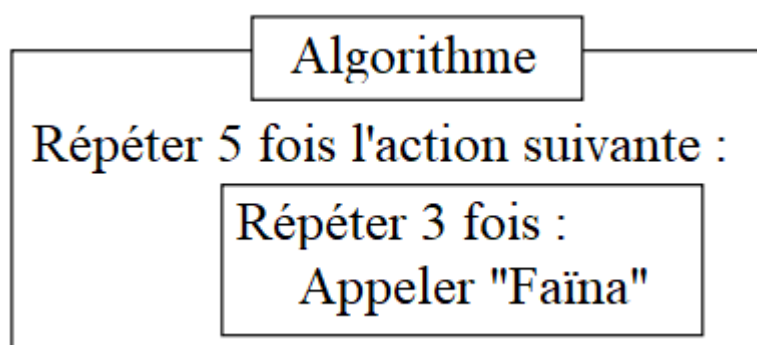 Algorithme
Répéter 5 fois l'action suivante :
Répéter 3 fois :
Appeler "Faïna"